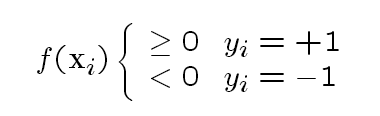 f(xᵢ) { ≥ 0 yᵢ = +1
< 0 yᵢ = −1